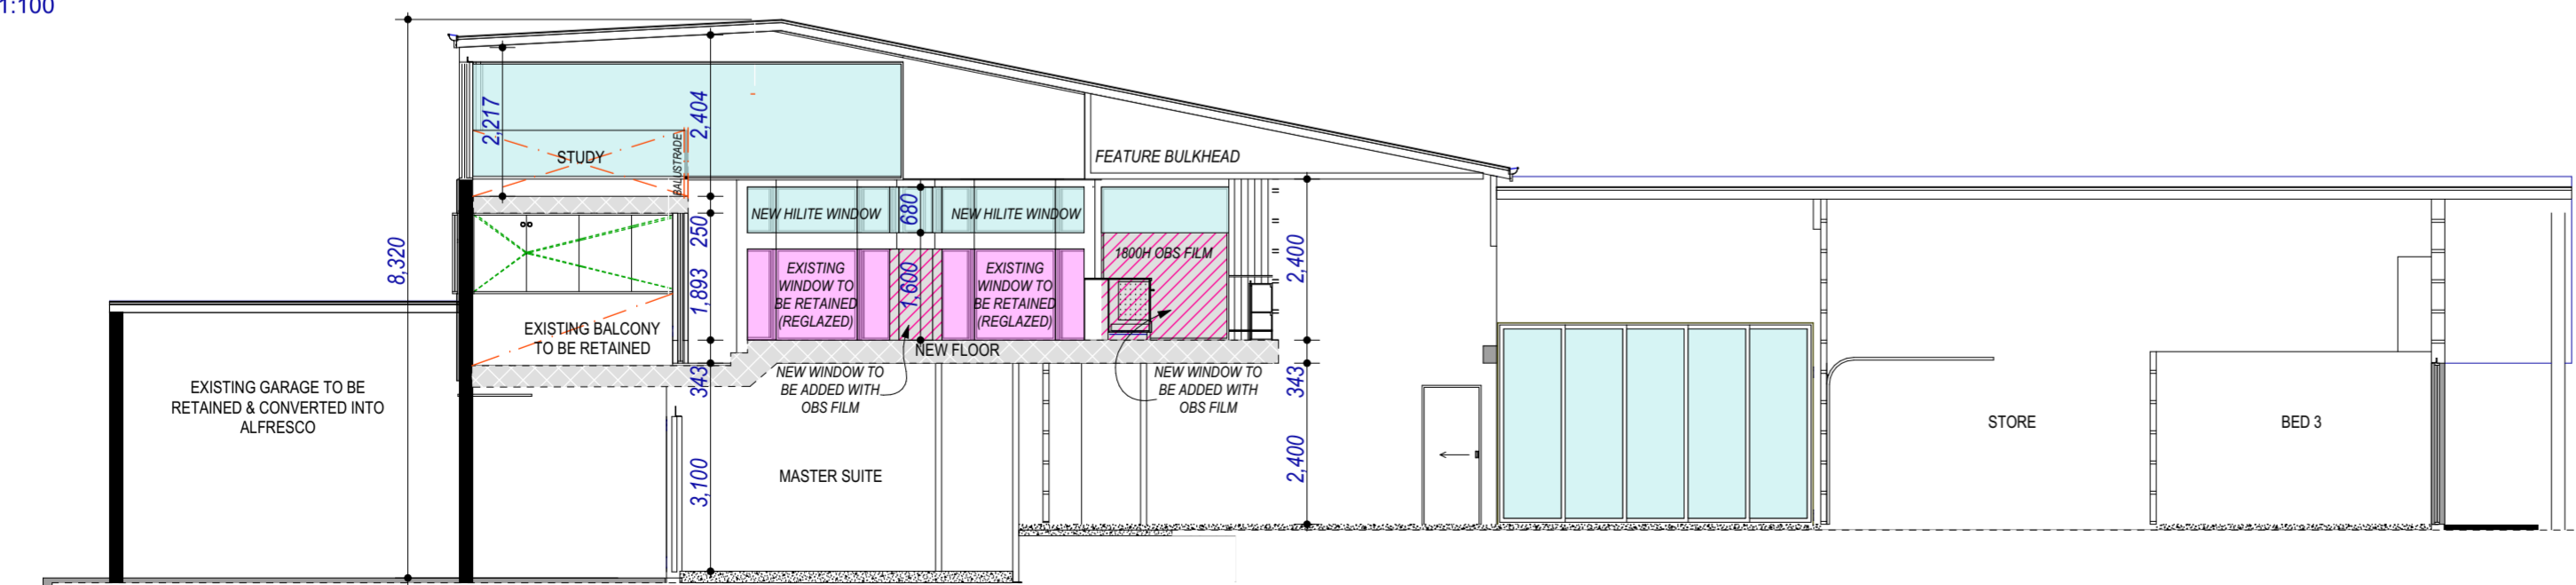 1:100
2,217
2,404
STUDY
BALUSTRADE
FEATURE BULKHEAD
NEW HILITE WINDOW
680
NEW HILITE WINDOW
250
8,320
2,400
1800H OBS FILM
EXISTING
WINDOW TO
BE RETAINED
(REGLAZED)
1,600
EXISTING
WINDOW TO
BE RETAINED
(REGLAZED)
1,893
EXISTING BALCONY
TO BE RETAINED
NEW FLOOR
343
NEW WINDOW TO
BE ADDED WITH
OBS FILM
NEW WINDOW TO
BE ADDED WITH
OBS FILM
343
EXISTING GARAGE TO BE
RETAINED & CONVERTED INTO
ALFRESCO
STORE
BED 3
3,100
MASTER SUITE
2,400